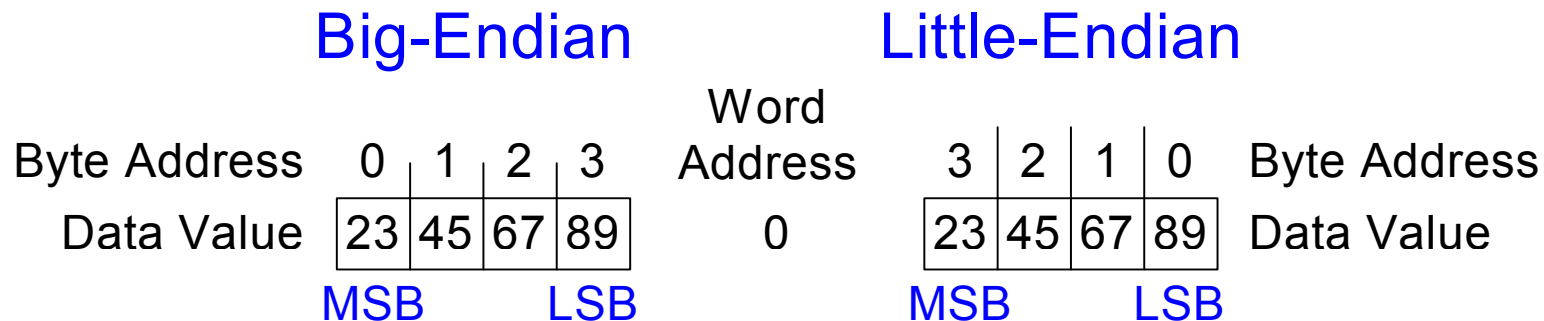 Big-Endian Little-Endian
Word
Byte Address 0 1 2 3 Address 3 2 1 0 Byte Address
Data Value 23 45 67 89 0 23 45 67 89 Data Value
MSB LSB MSB LSB